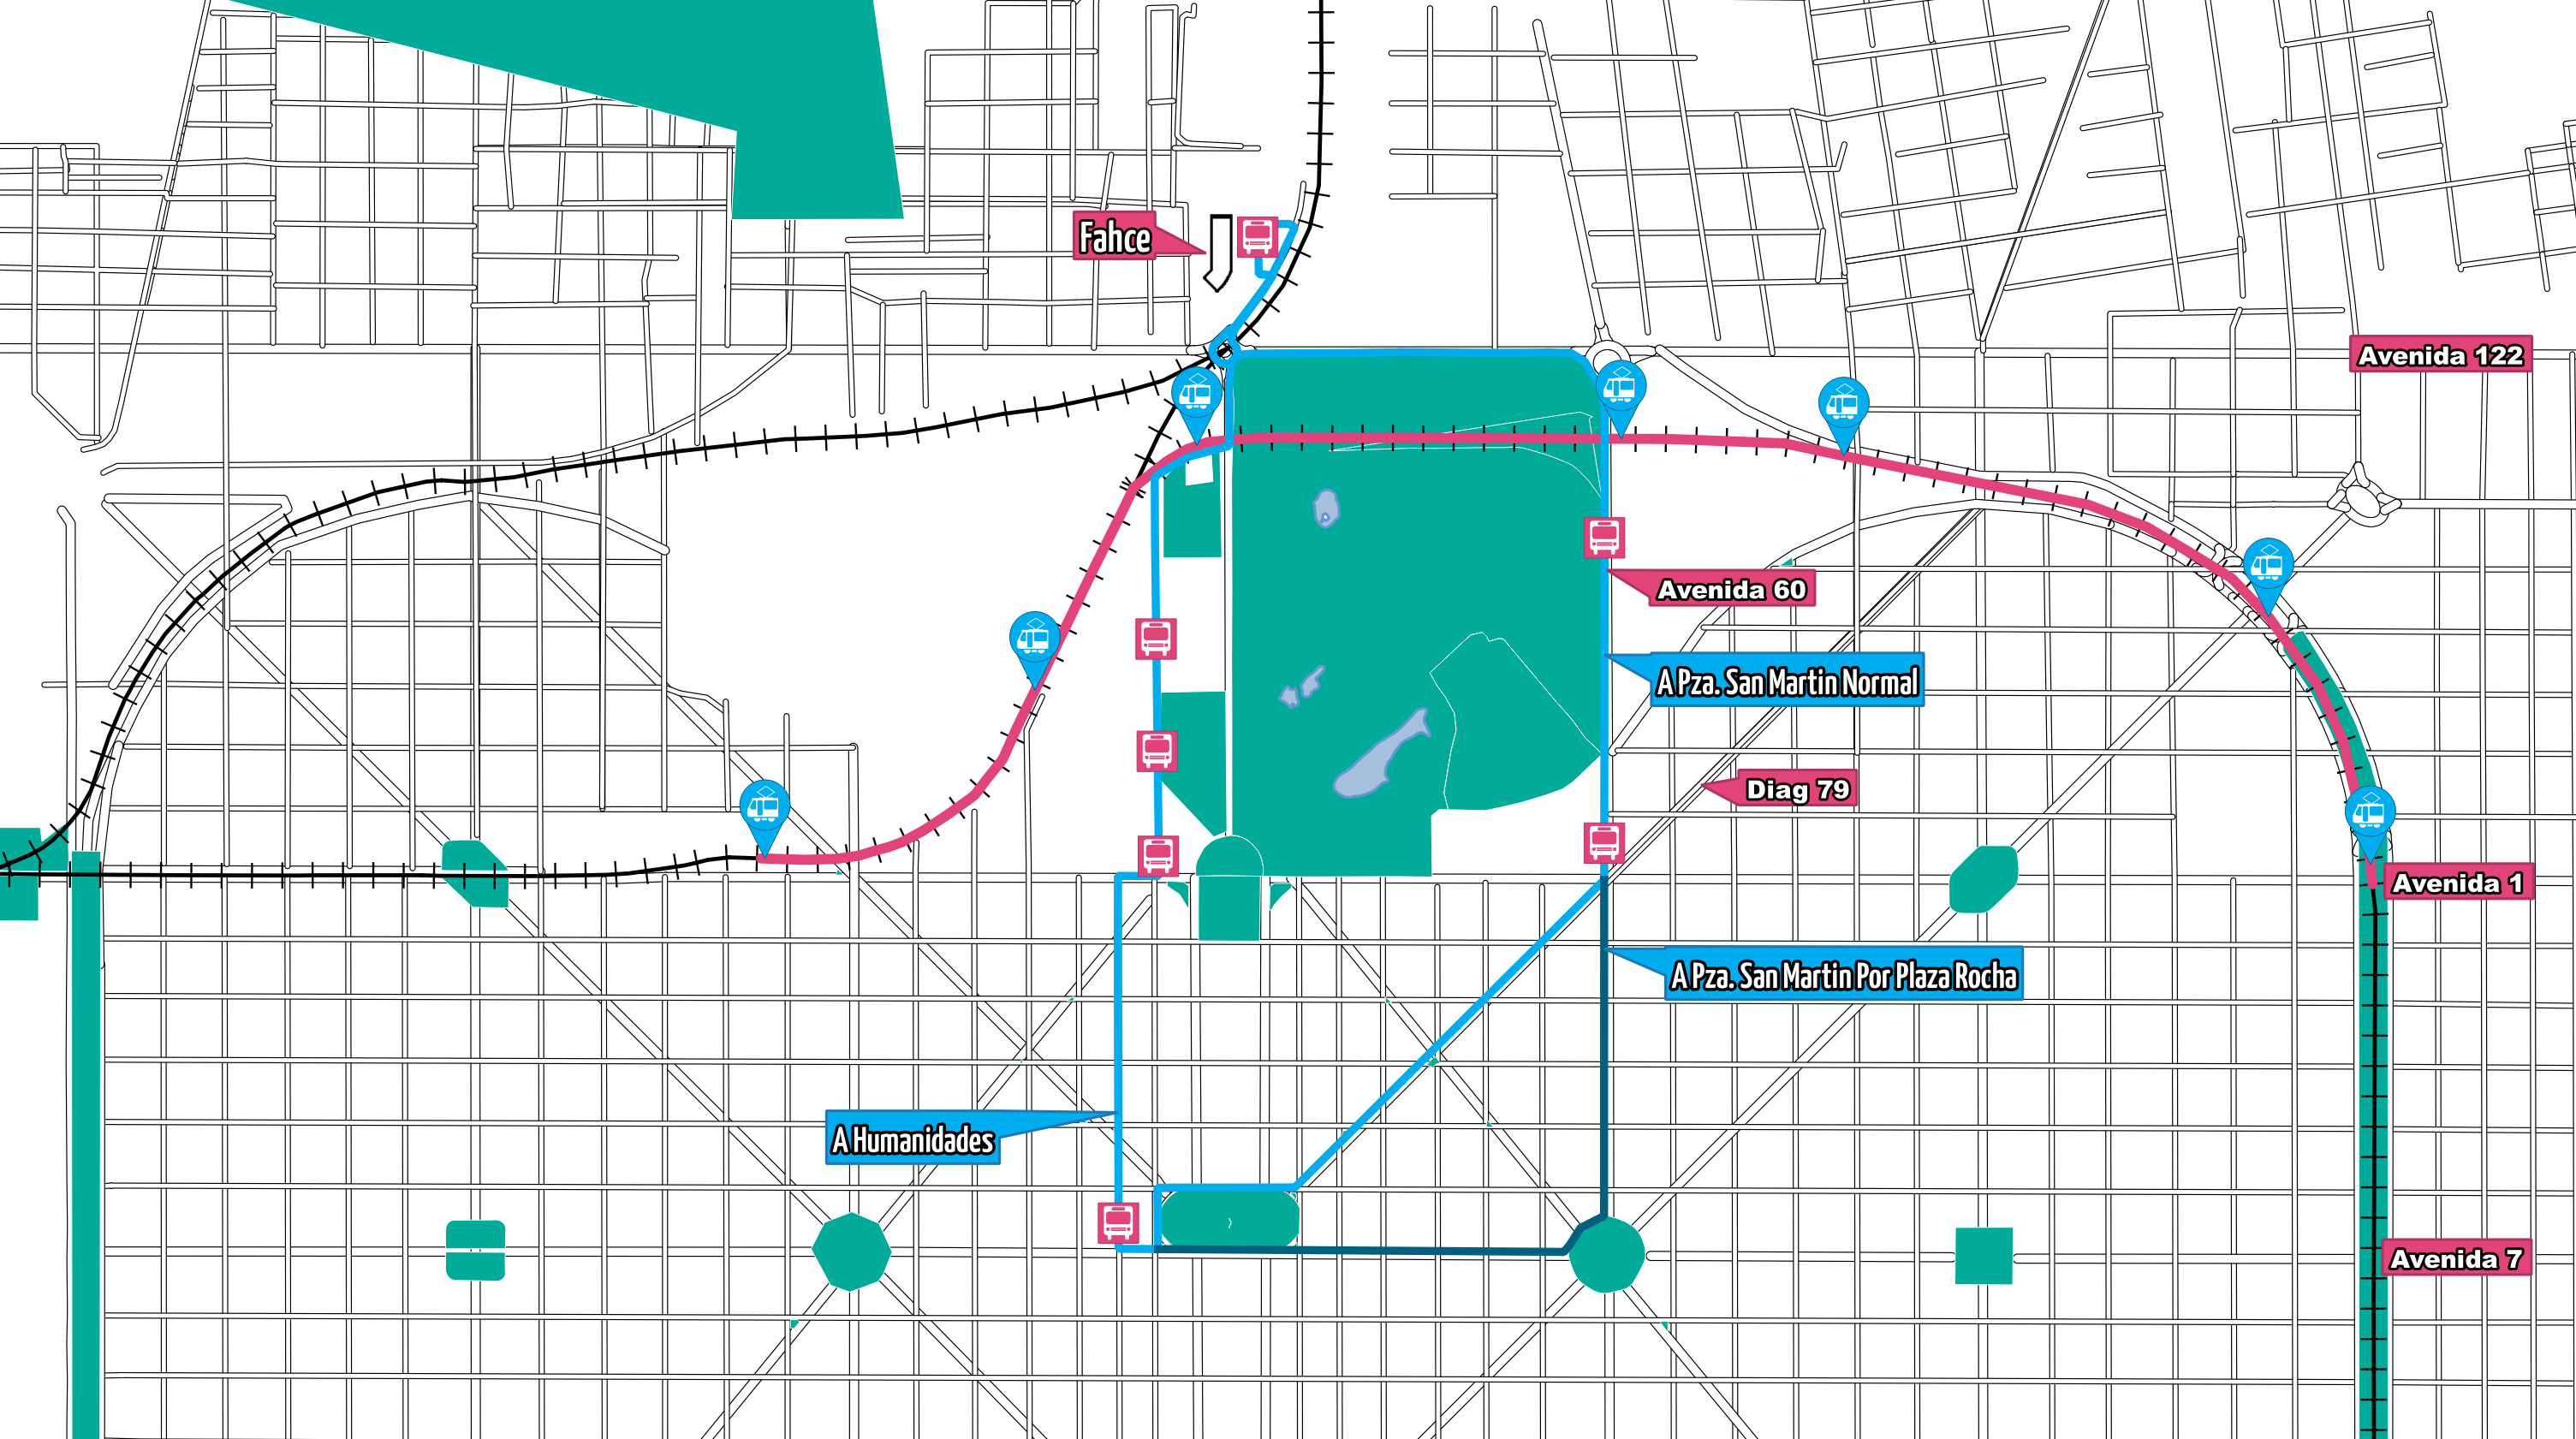 Fahce
Avenida 122
Avenida 60
A Pza. San Martin Normal
Diag 79
Avenida 1
A Pza. San Martin Por Plaza Rocha
A Humanidades
Avenida 7